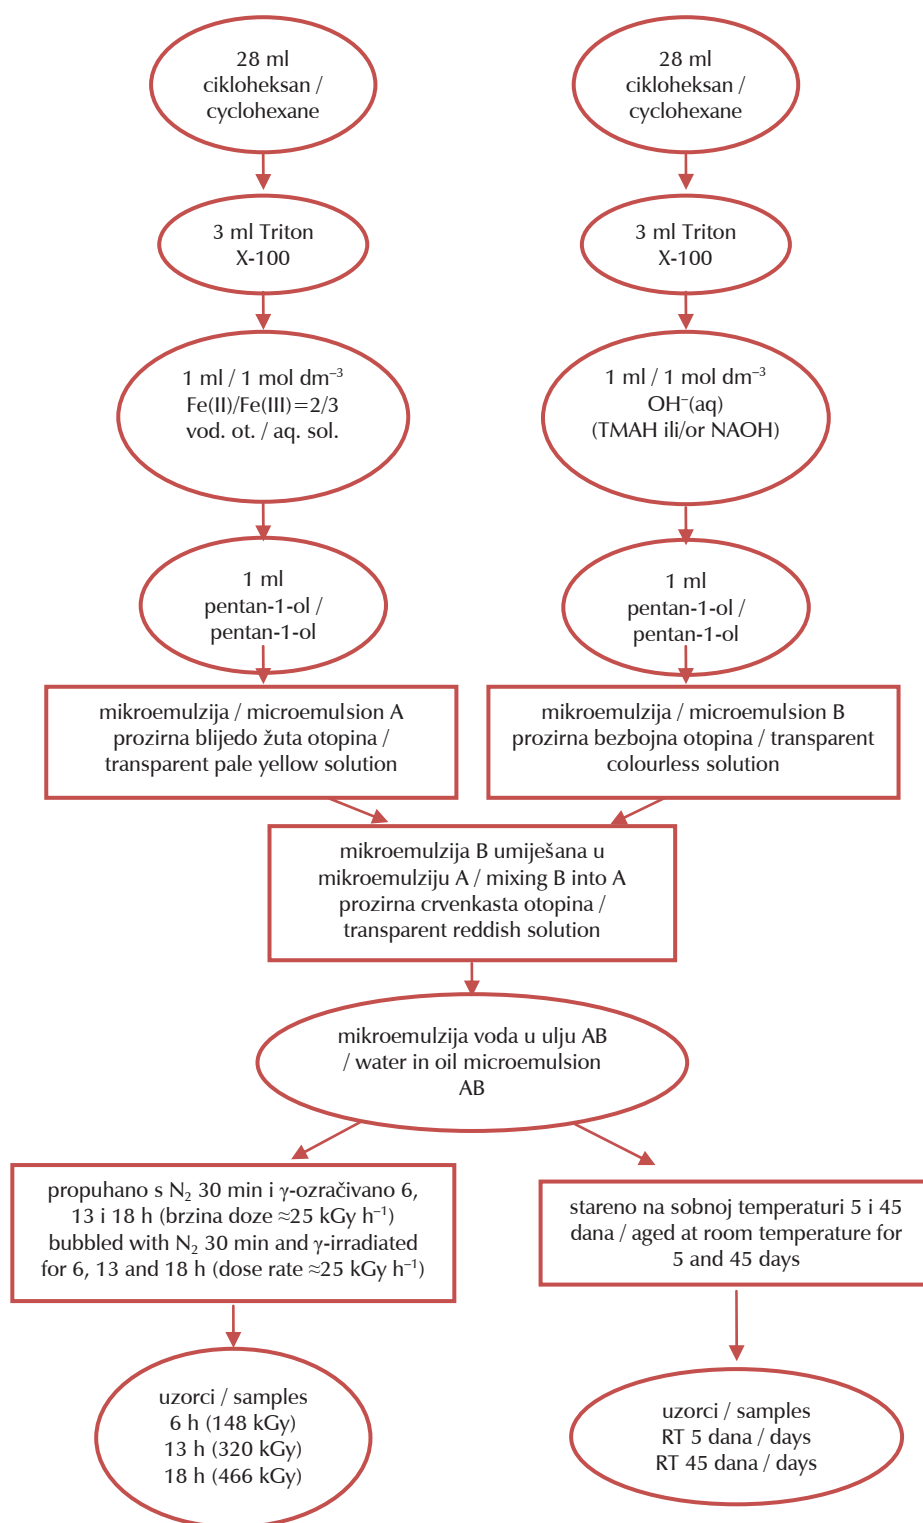 28 ml
cikloheksan /
cyclohexane
28 ml
cikloheksan /
cyclohexane
3 ml Triton
X-100
3 ml Triton
X-100
1 ml / 1 mol dm⁻³
Fe(II)/Fe(III)=2/3
vod. ot. / aq. sol.
1 ml / 1 mol dm⁻³
OH⁻(aq)
(TMAH ili/or NAOH)
1 ml
pentan-1-ol /
pentan-1-ol
1 ml
pentan-1-ol /
pentan-1-ol
mikroemulzija / microemulsion A
prozirna blijedo žuta otopina /
transparent pale yellow solution
mikroemulzija / microemulsion B
prozirna bezbojna otopina / transparent
colourless solution
mikroemulzija B umiješana u
mikroemulziju A / mixing B into A
prozirna crvenkasta otopina /
transparent reddish solution
mikroemulzija voda u ulju AB
/ water in oil microemulsion
AB
propuhano s N₂ 30 min i γ-ozračivano 6,
13 i 18 h (brzina doze ≈25 kGy h⁻¹)
bubbled with N₂ 30 min and γ-irradiated
for 6, 13 and 18 h (dose rate ≈25 kGy h⁻¹)
stareno na sobnoj temperaturi 5 i 45
dana / aged at room temperature for
5 and 45 days
uzorci / samples
6 h (148 kGy)
13 h (320 kGy)
18 h (466 kGy)
uzorci / samples
RT 5 dana / days
RT 45 dana / days